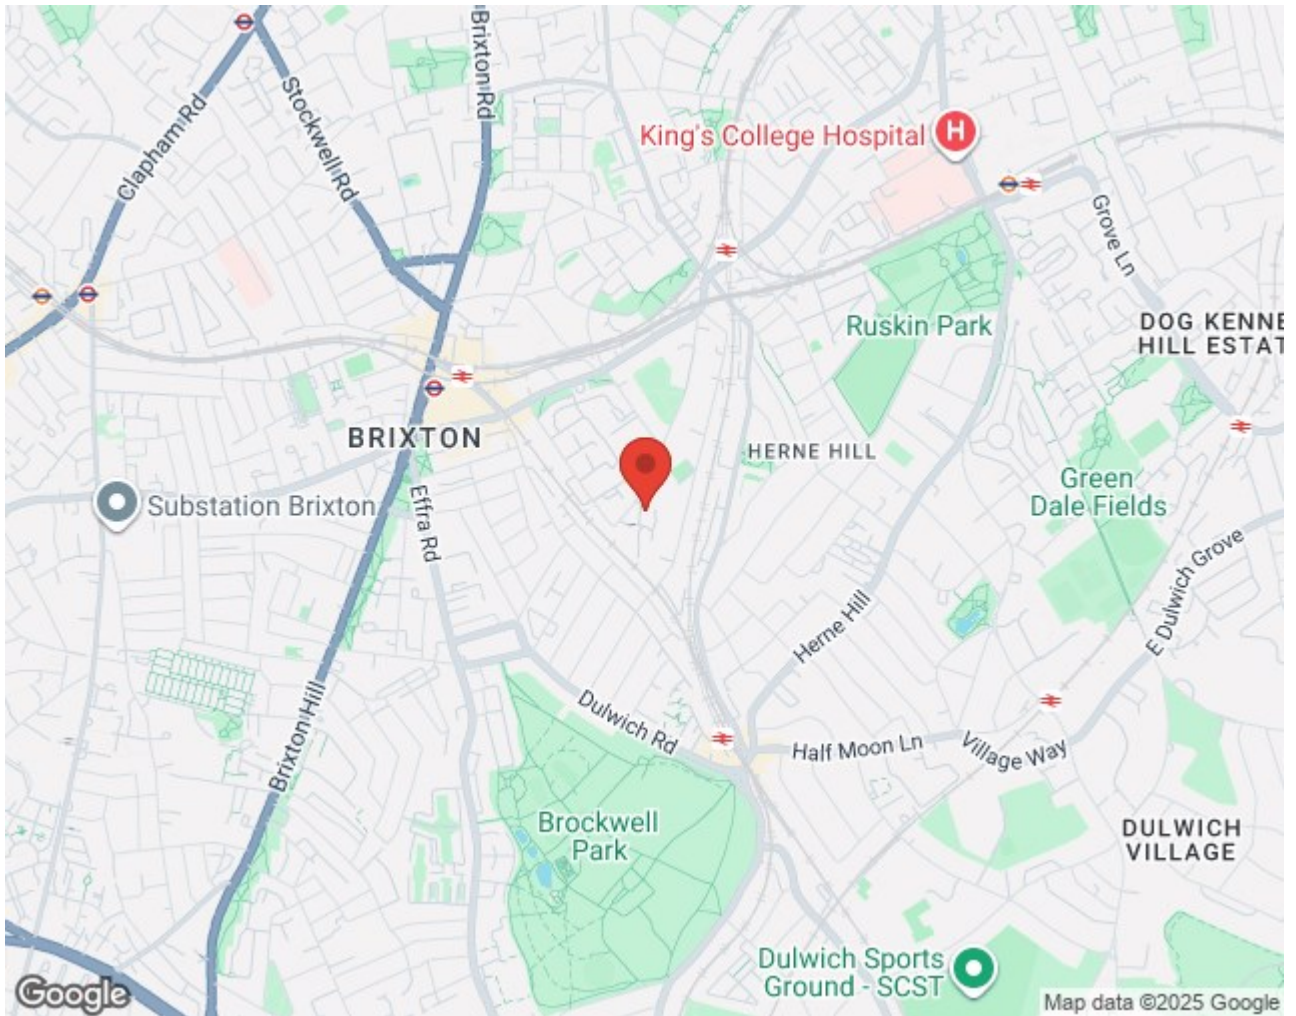 Brixton Rd
Clapham Rd
Stockwell Rd
King's College Hospital
H
Grove Ln
Ruskin Park
DOG KENNE
HILL ESTAT
BRIXTON
HERNE HILL
Substation Brixton
Effra Rd
Green
Dale Fields
E Dulwich Grove
Herne Hill
Brixton Hill
Dulwich Rd
Half Moon Ln
Village Way
Brockwell
Park
DULWICH
VILLAGE
Dulwich Sports
Ground - SCST
Google
Map data ©2025 Google